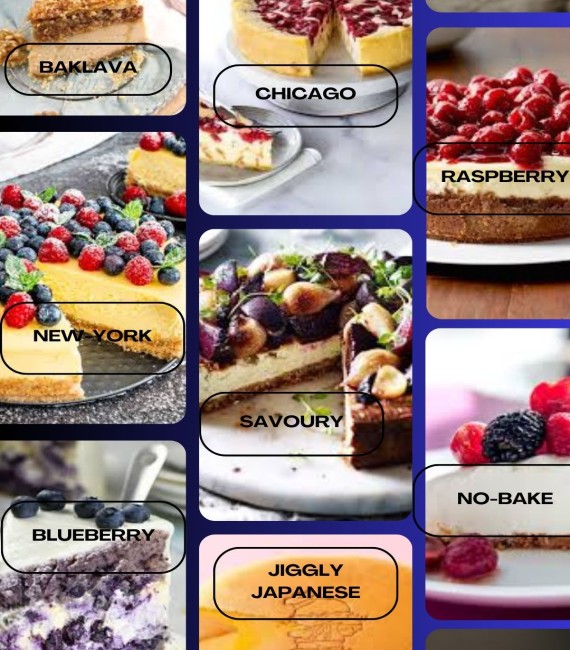 BAKLAVA
CHICAGO
RASPBERRY
NEW-YORK
SAVOURY
NO-BAKE
BLUEBERRY
JIGGLY
JAPANESE